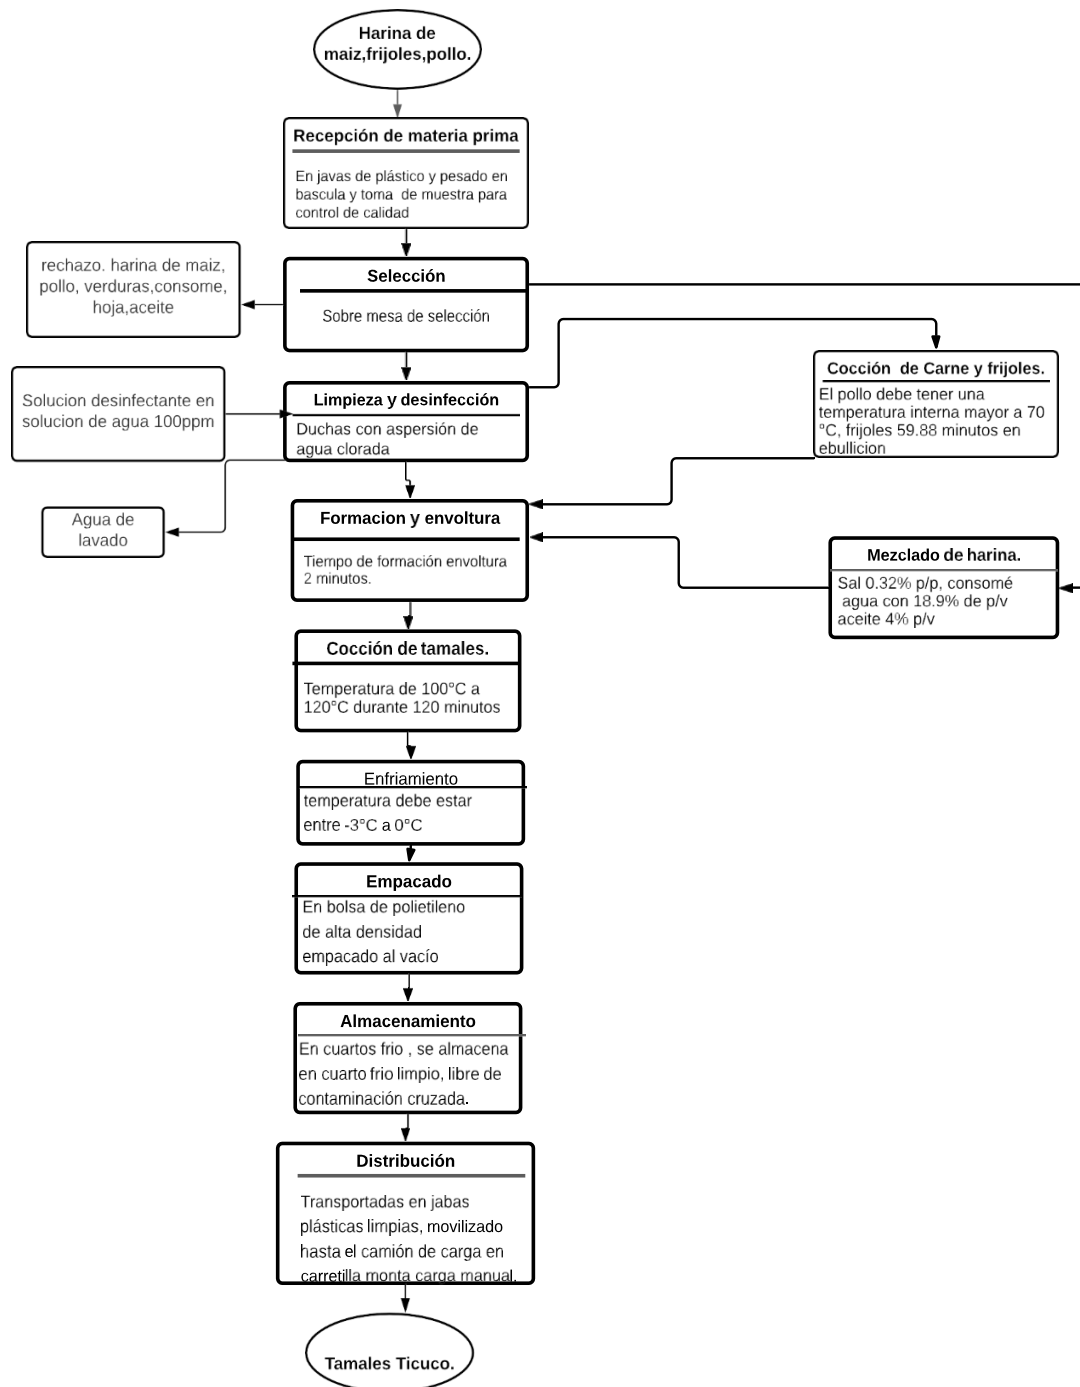 Harina de
maiz,frijoles,pollo.
Recepción de materia prima
En javas de plástico y pesado en
bascula y toma de muestra para
control de calidad
rechazo. harina de maiz,
pollo, verduras,consome,
hoja,aceite
Selección
Sobre mesa de selección
Solucion desinfectante en
solucion de agua 100ppm
Limpieza y desinfección
Duchas con aspersión de
agua clorada
Cocción de Carne y frijoles.
El pollo debe tener una
temperatura interna mayor a 70
°C, frijoles 59.88 minutos en
ebullicion
Agua de
lavado
Formacion y envoltura
Tiempo de formación envoltura
2 minutos.
Mezclado de harina.
Sal 0.32% p/p, consomé
agua con 18.9% de p/v
aceite 4% p/v
Cocción de tamales.
Temperatura de 100°C a
120°C durante 120 minutos
Enfriamiento
temperatura debe estar
entre -3°C a 0°C
Empacado
En bolsa de polietileno
de alta densidad
empacado al vacío
Almacenamiento
En cuartos frio , se almacena
en cuarto frio limpio, libre de
contaminación cruzada.
Distribución
Transportadas en jabas
plásticas limpias, movilizado
hasta el camión de carga en
carretilla monta carga manual.
Tamales Ticuco.